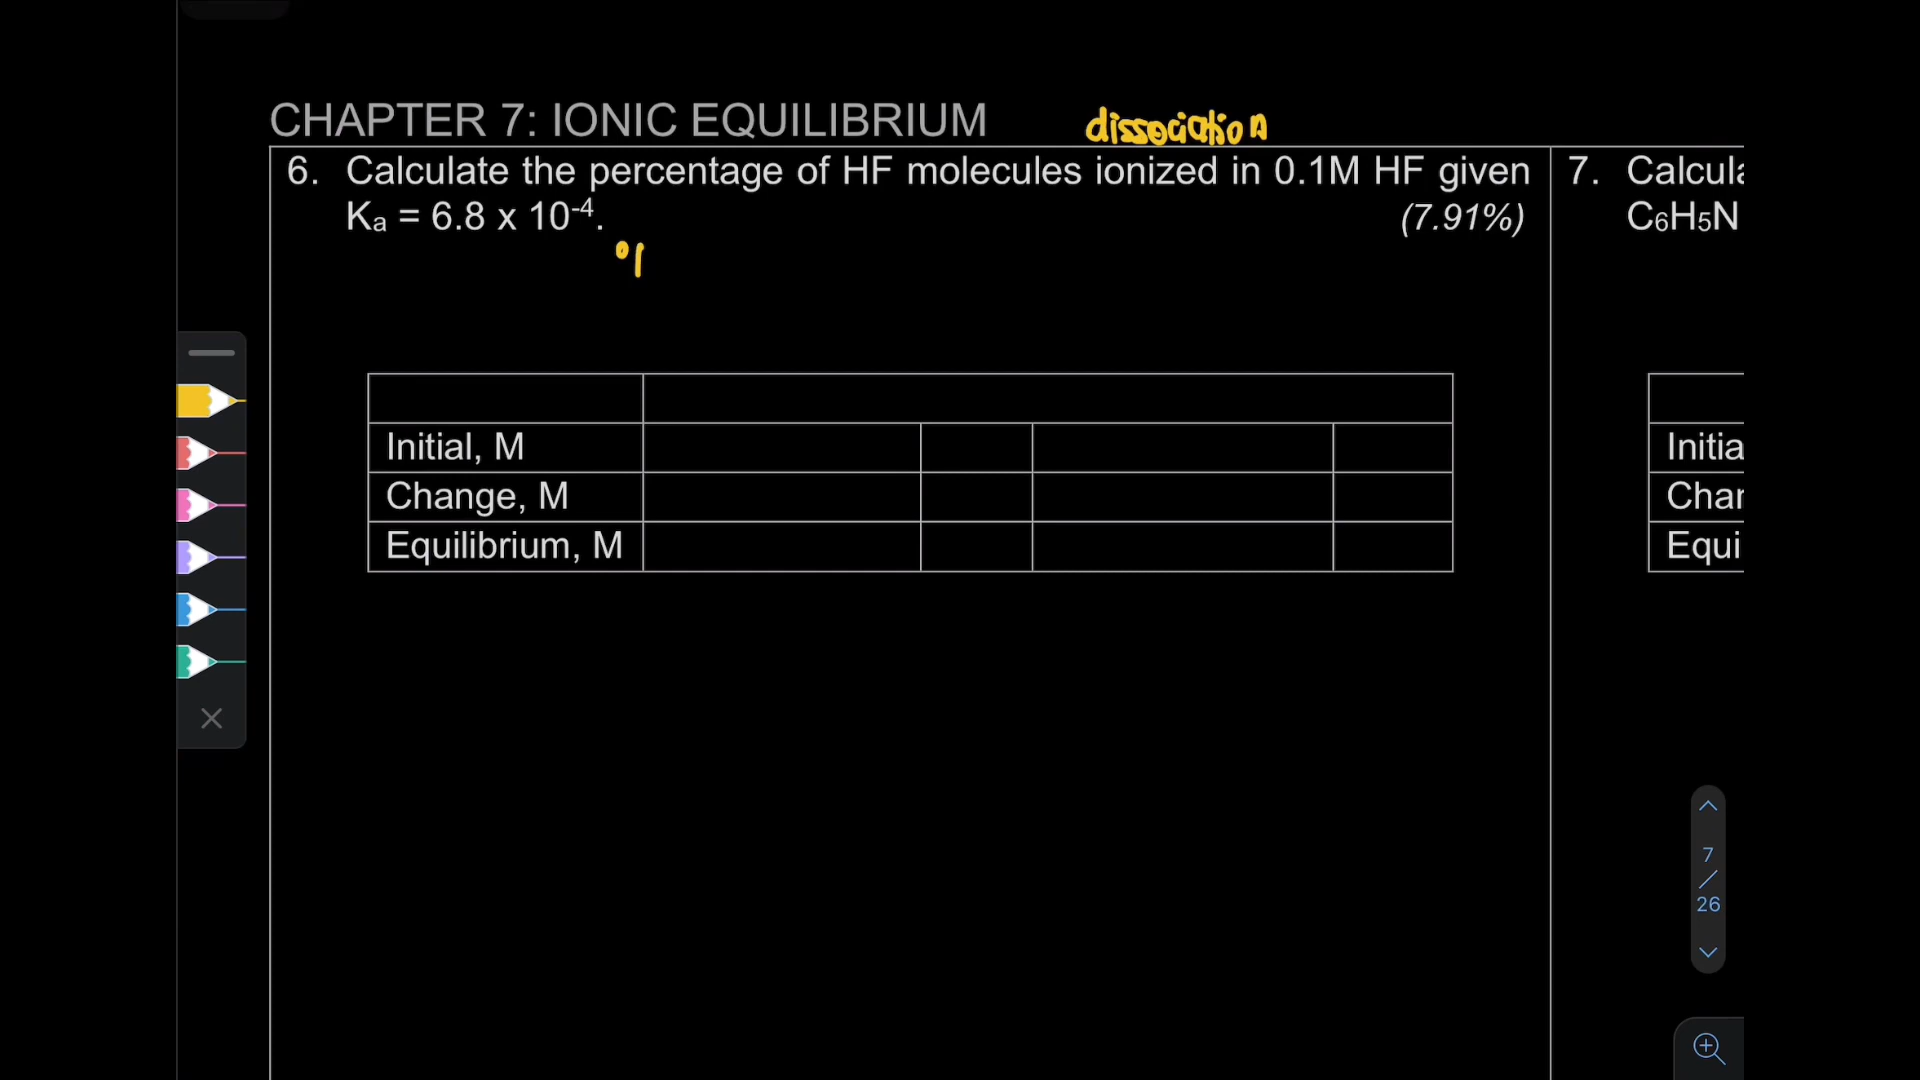 CHAPTER 7: IONIC EQUILIBRIUM
dissociation
6. Calculate the percentage of HF molecules ionized in 0.1M HF given
Ka = 6.8 x 10-4. (7.91%)
Initial, M
Change, M
Equilibrium, M
7. Calcula
C6H5N
Initia
Char
Equi
7
/
26